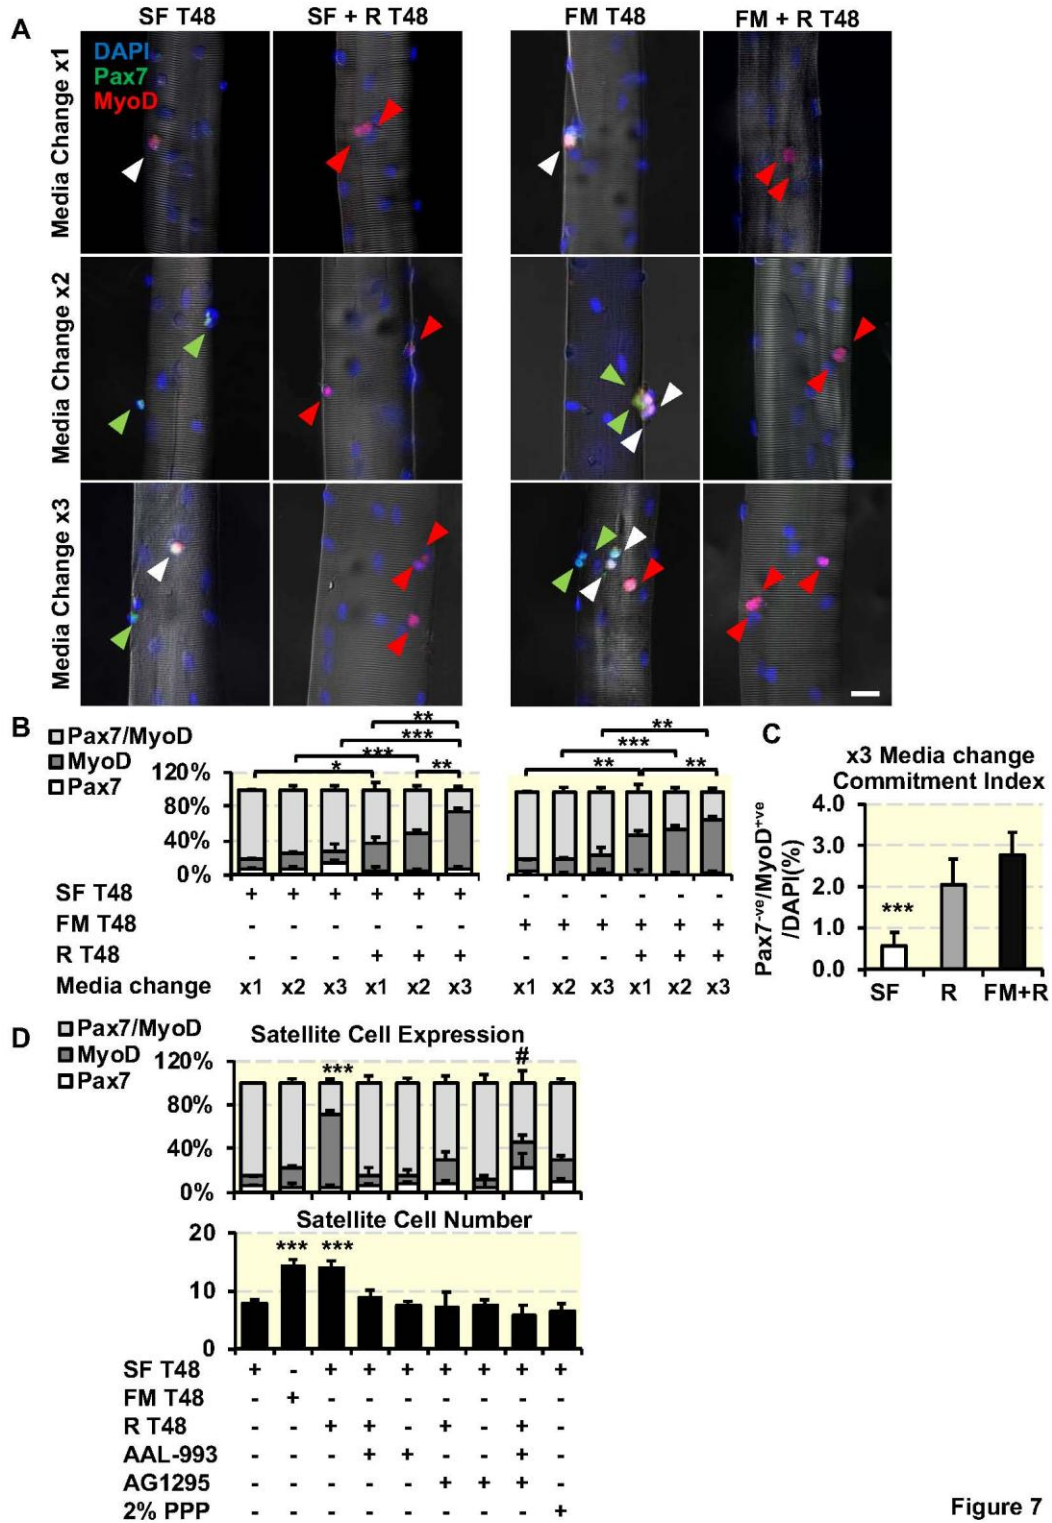 A
SF T48 SF + R T48 FM T48 FM + R T48
DAPI
Pax7
MyoD
Media Change x1
Media Change x2
Media Change x3
B
Pax7/MyoD
MyoD
Pax7
** *** *** * **
** *** ** **
120%
80%
40%
0%
SF T48 + + + + + + - - - - - -
FM T48 - - - - - - + + + + + +
R T48 - - - + + + - - - + + +
Media change x1 x2 x3 x1 x2 x3 x1 x2 x3 x1 x2 x3
C
x3 Media change
Commitment Index
Pax7-ve/MyoD+ve
/DAPI(%)
4.0
3.0
2.0
1.0
0.0
***
SF R FM+R
D
Pax7/MyoD
MyoD
Pax7
Satellite Cell Expression
120%
80%
40%
0%
*** #
Satellite Cell Number
20
10
0
*** ***
SF T48 + - + + + + + + +
FM T48 - + - - - - - - -
R T48 - - + + - + - + -
AAL-993 - - - + + - - + -
AG1295 - - - - - + + + -
2% PPP - - - - - - - - +
Figure 7